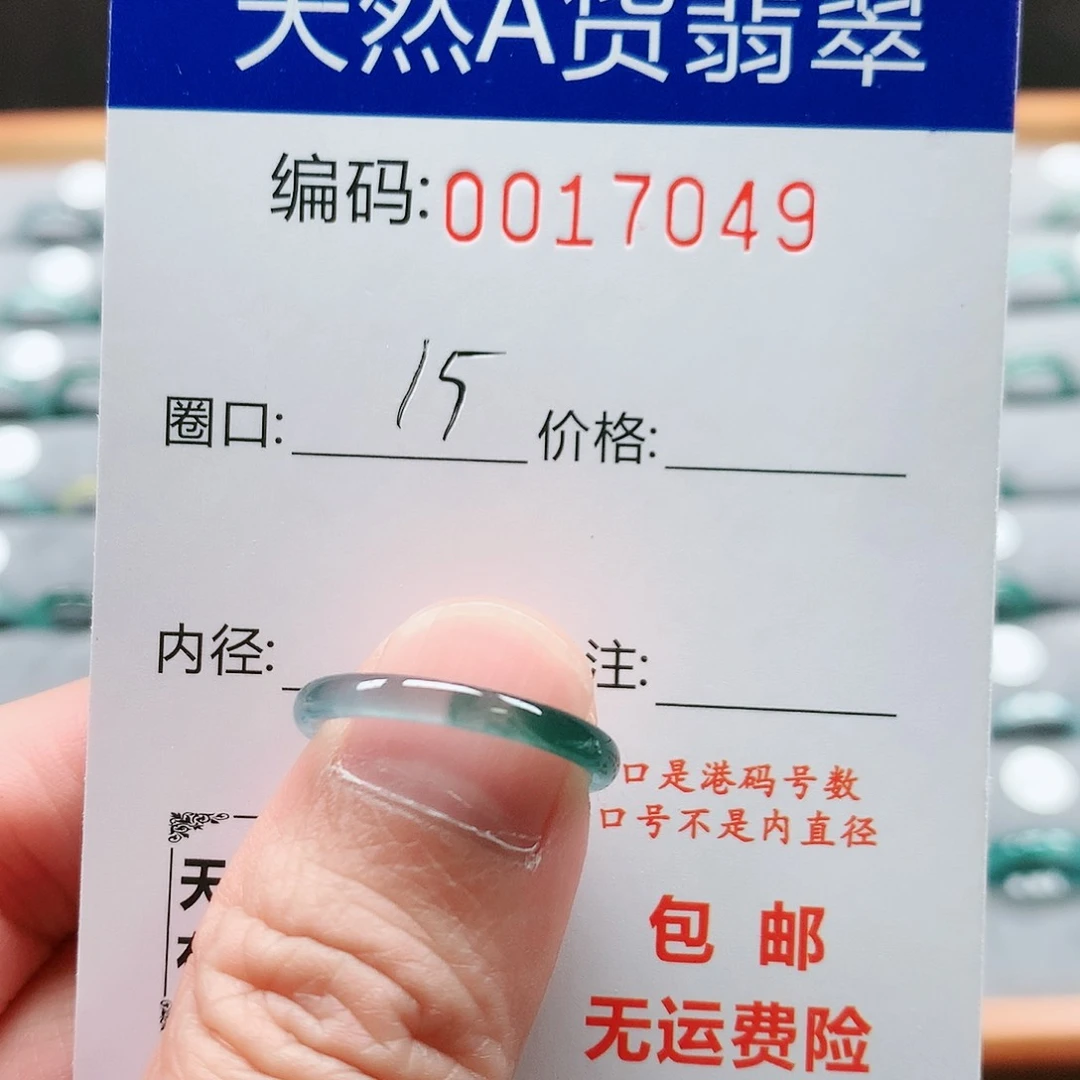 天然A货翡翠
编码:0017049
圈口: 15 价格:
内径: 注:
口是港码号数
口号不是内直径
天
包邮
无运费险